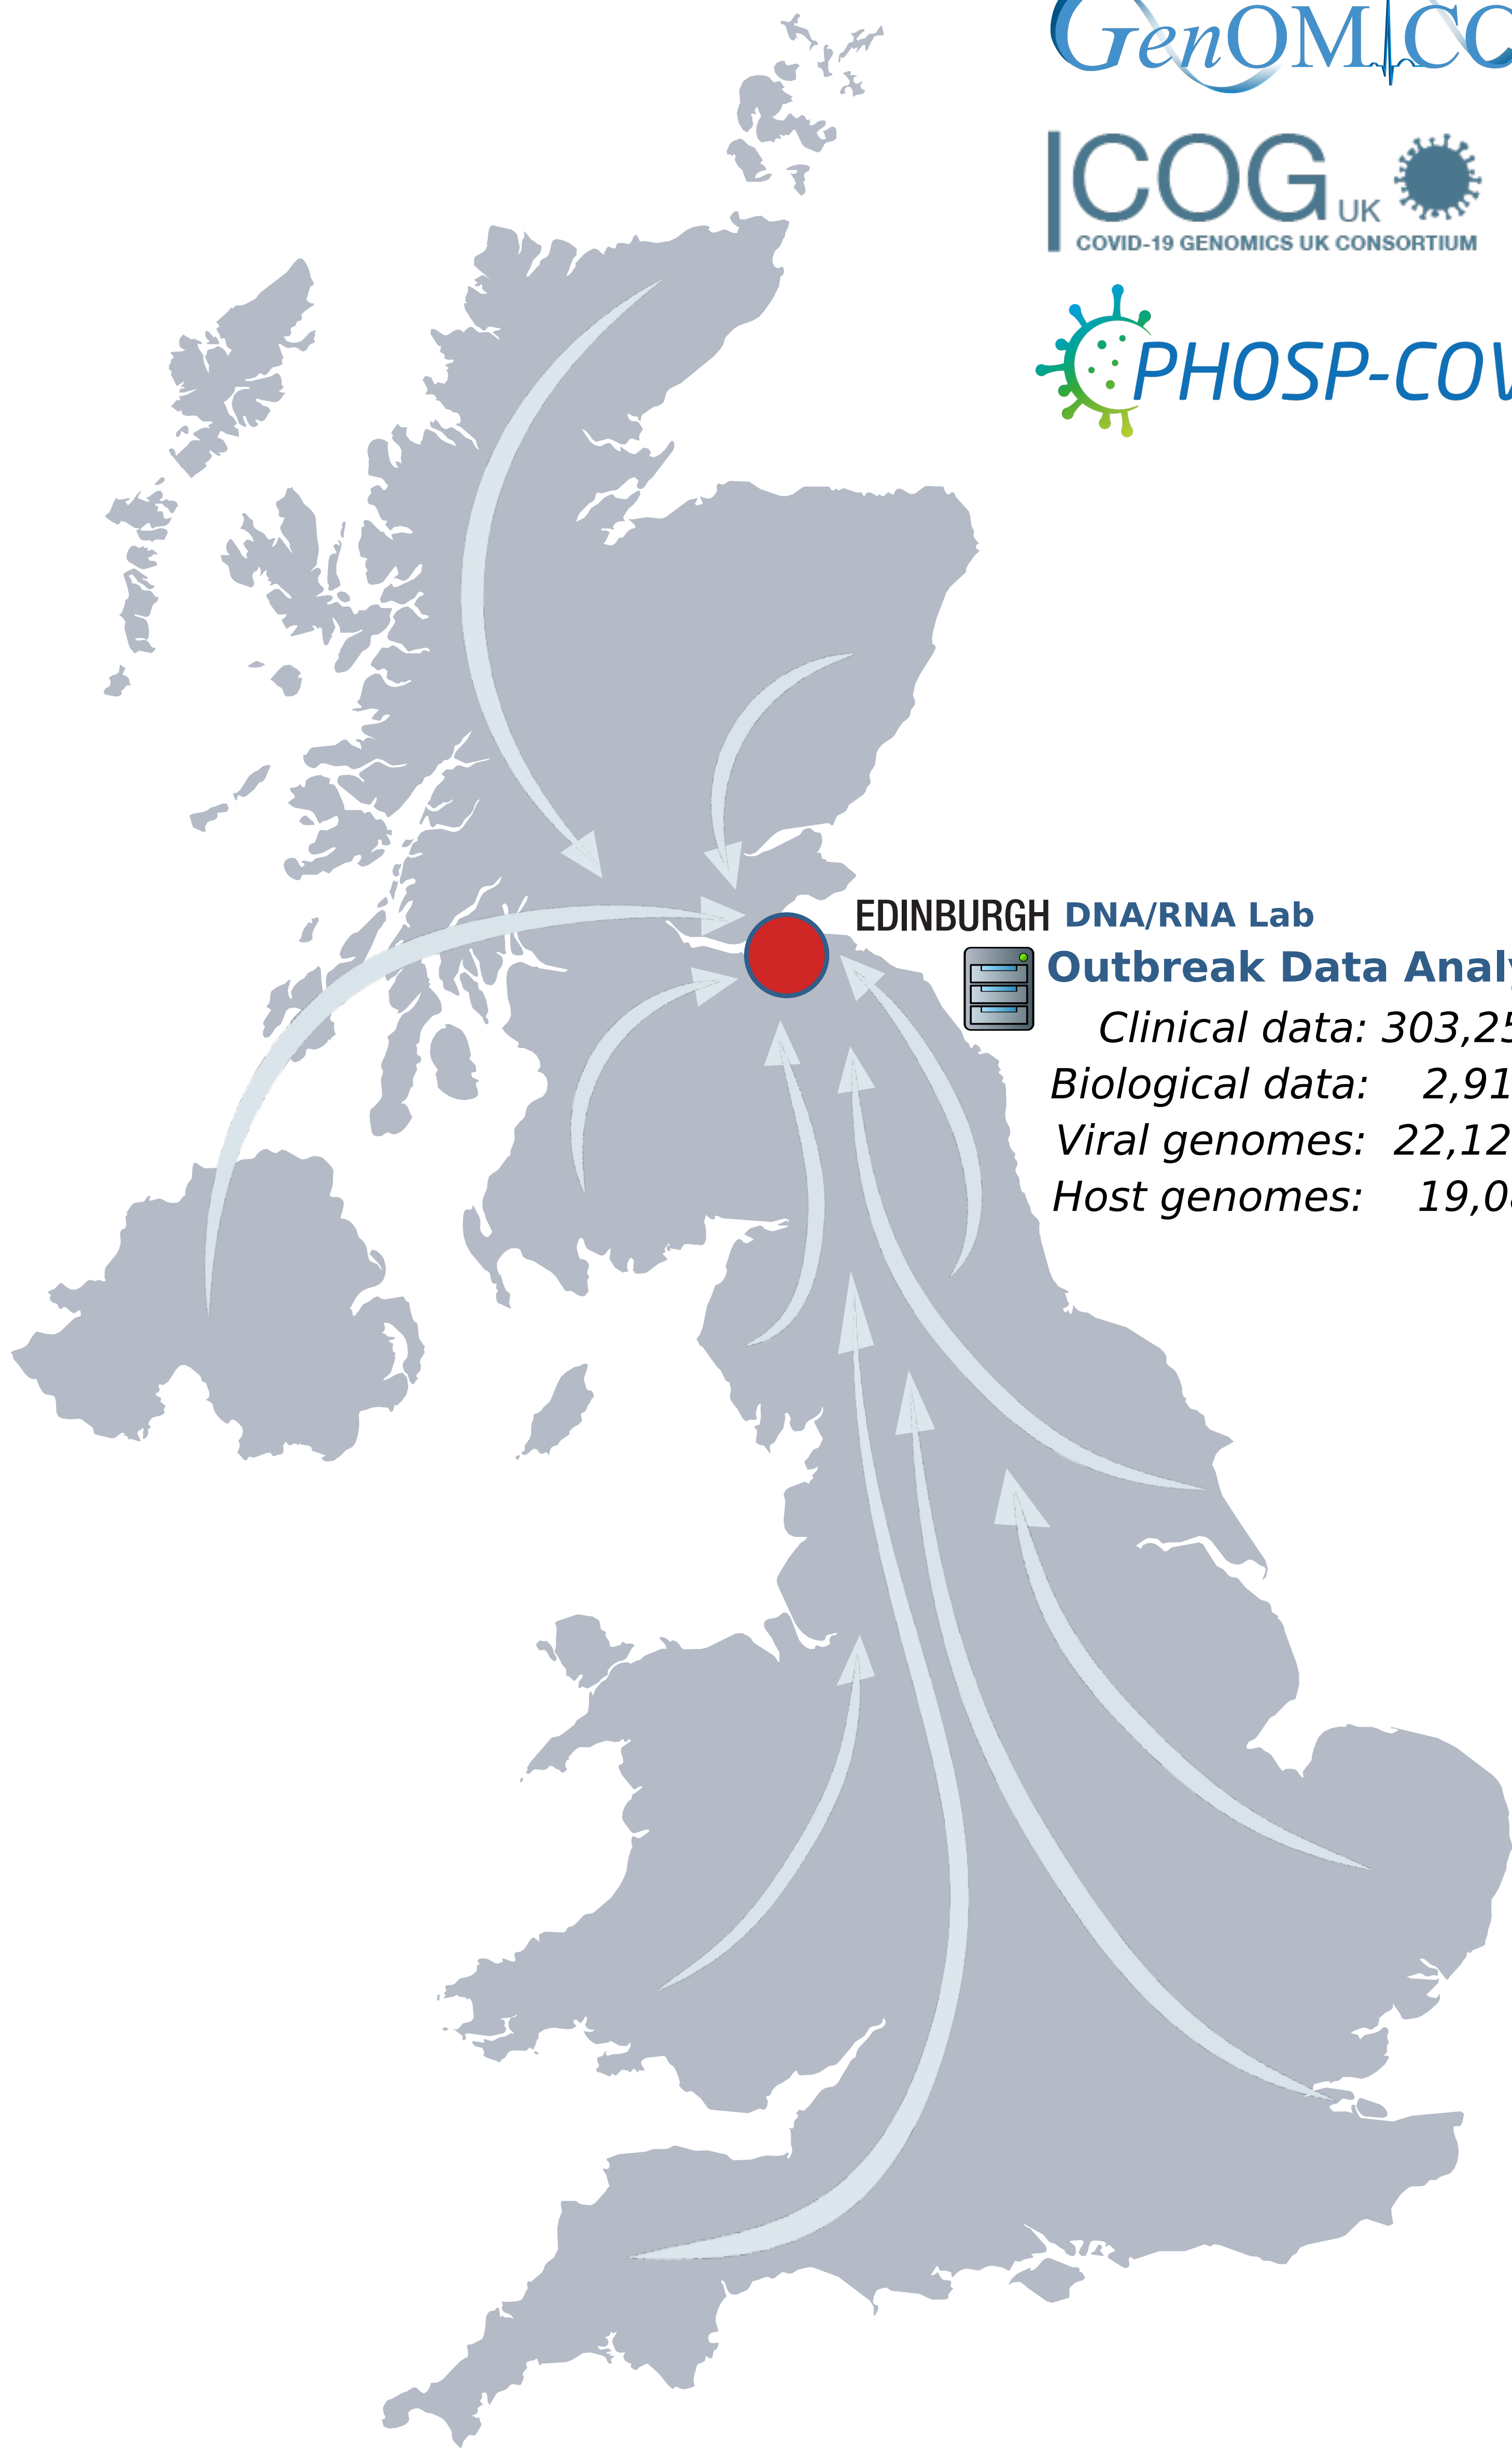 GenOMICC
COG UK
COVID-19 GENOMICS UK CONSORTIUM
PHOSP-COV
EDINBURGH DNA/RNA Lab
Outbreak Data Analy
Clinical data: 303,25
Biological data: 2,91
Viral genomes: 22,12
Host genomes: 19,0